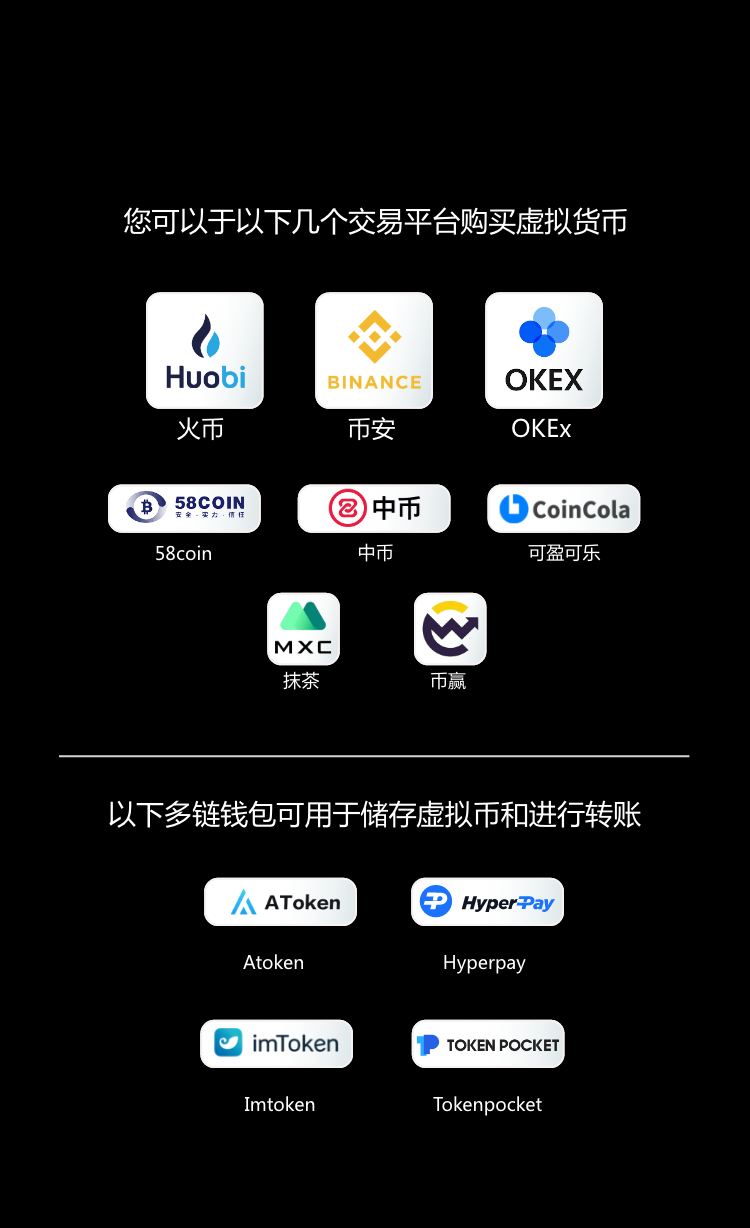 您可以于以下几个交易平台购买虚拟货币
Huobi
BINANCE
OKEX
火币
币安
OKEx
58COIN
安全·实力·信任
中币
CoinCola
58coin
中币
可盈可乐
MXC
抹茶
币赢
以下多链钱包可用于储存虚拟币和进行转账
AToken
HyperPay
Atoken
Hyperpay
imToken
TOKEN POCKET
Imtoken
Tokenpocket